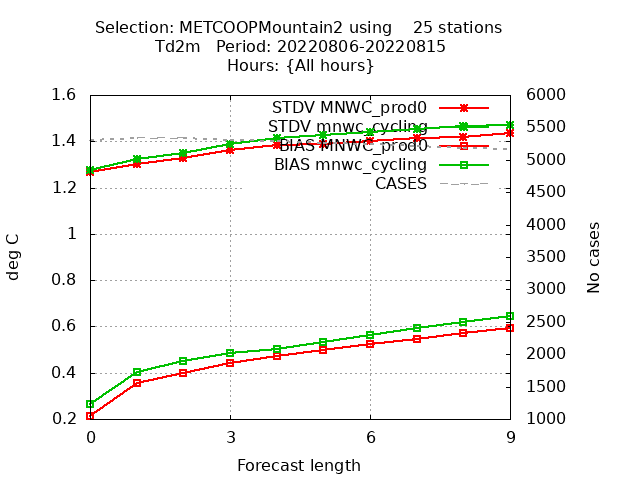 Selection: METCOOPMountain2 using 25 stations
Td2m Period: 20220806-20220815
Hours: {All hours}
STDV MNWC_prod0
STDV mnwc_cycling
BIAS MNWC_prod0
BIAS mnwc_cycling
CASES
1.6
1.4
1.2
1
0.8
0.6
0.4
0.2
deg C
6000
5500
5000
4500
4000
3500
3000
2500
2000
1500
1000
No cases
0 3 6 9
Forecast length